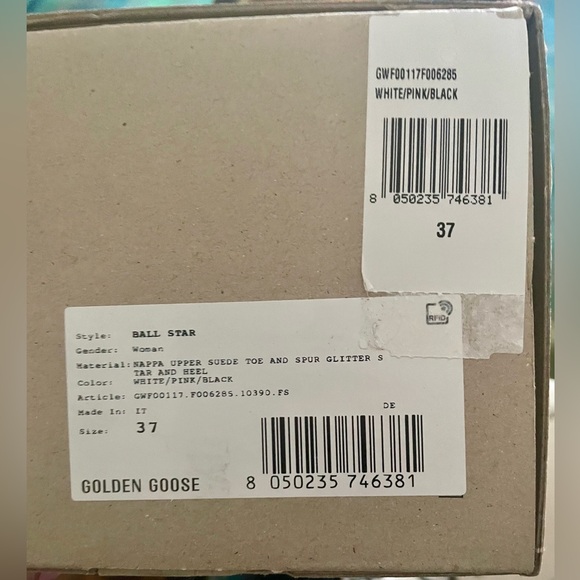 GWF00117F006285
WHITE/PINK/BLACK
8 050235 746381
37
RFID
Style: BALL STAR
Gender: Woman
Material: NAPPA UPPER SUEDE TOE AND SPUR GLITTER S
TAR AND HEEL
Color: WHITE/PINK/BLACK
Article: GWF00117.F006285.10390.FS
Made In: IT
DE
Size: 37
GOLDEN GOOSE
8 050235 746381